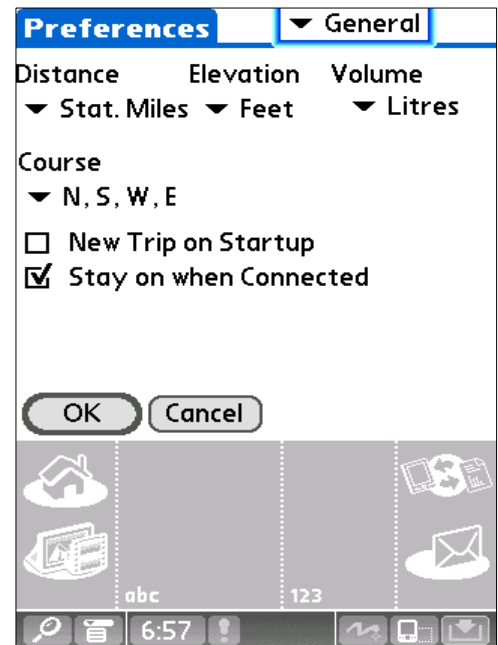 Preferences General
Distance Elevation Volume
Stat. Miles Feet Litres
Course
N, S, W, E
New Trip on Startup
Stay on when Connected
OK Cancel
abc 123
6:57